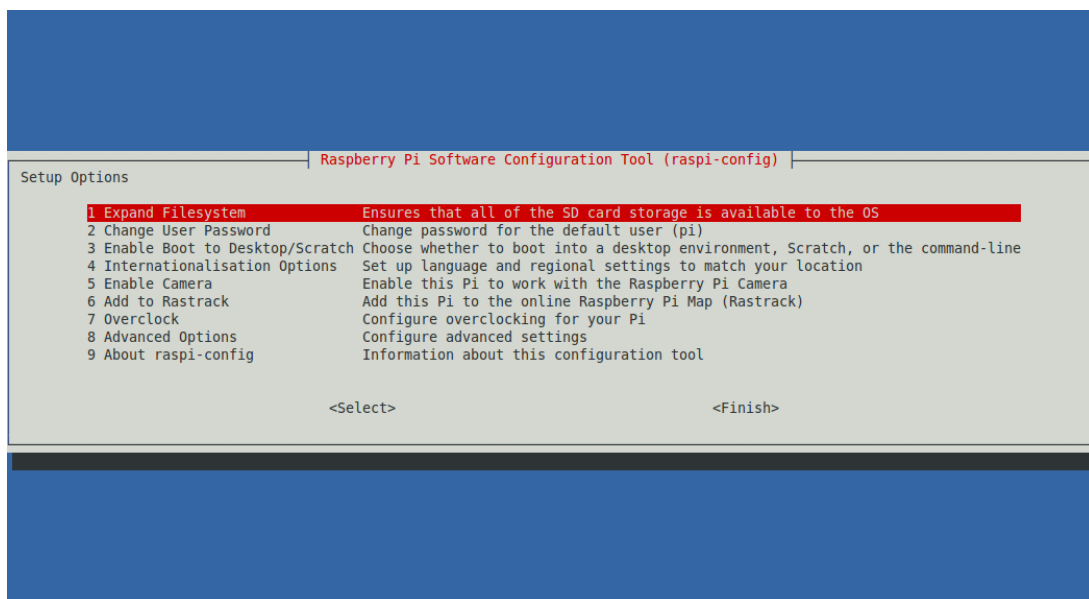 Raspberry Pi Software Configuration Tool (raspi-config)
Setup Options
1 Expand Filesystem Ensures that all of the SD card storage is available to the OS
2 Change User Password Change password for the default user (pi)
3 Enable Boot to Desktop/Scratch Choose whether to boot into a desktop environment, Scratch, or the command-line
4 Internationalisation Options Set up language and regional settings to match your location
5 Enable Camera Enable this Pi to work with the Raspberry Pi Camera
6 Add to Rastrack Add this Pi to the online Raspberry Pi Map (Rastrack)
7 Overclock Configure overclocking for your Pi
8 Advanced Options Configure advanced settings
9 About raspi-config Information about this configuration tool
<Select> <Finish>